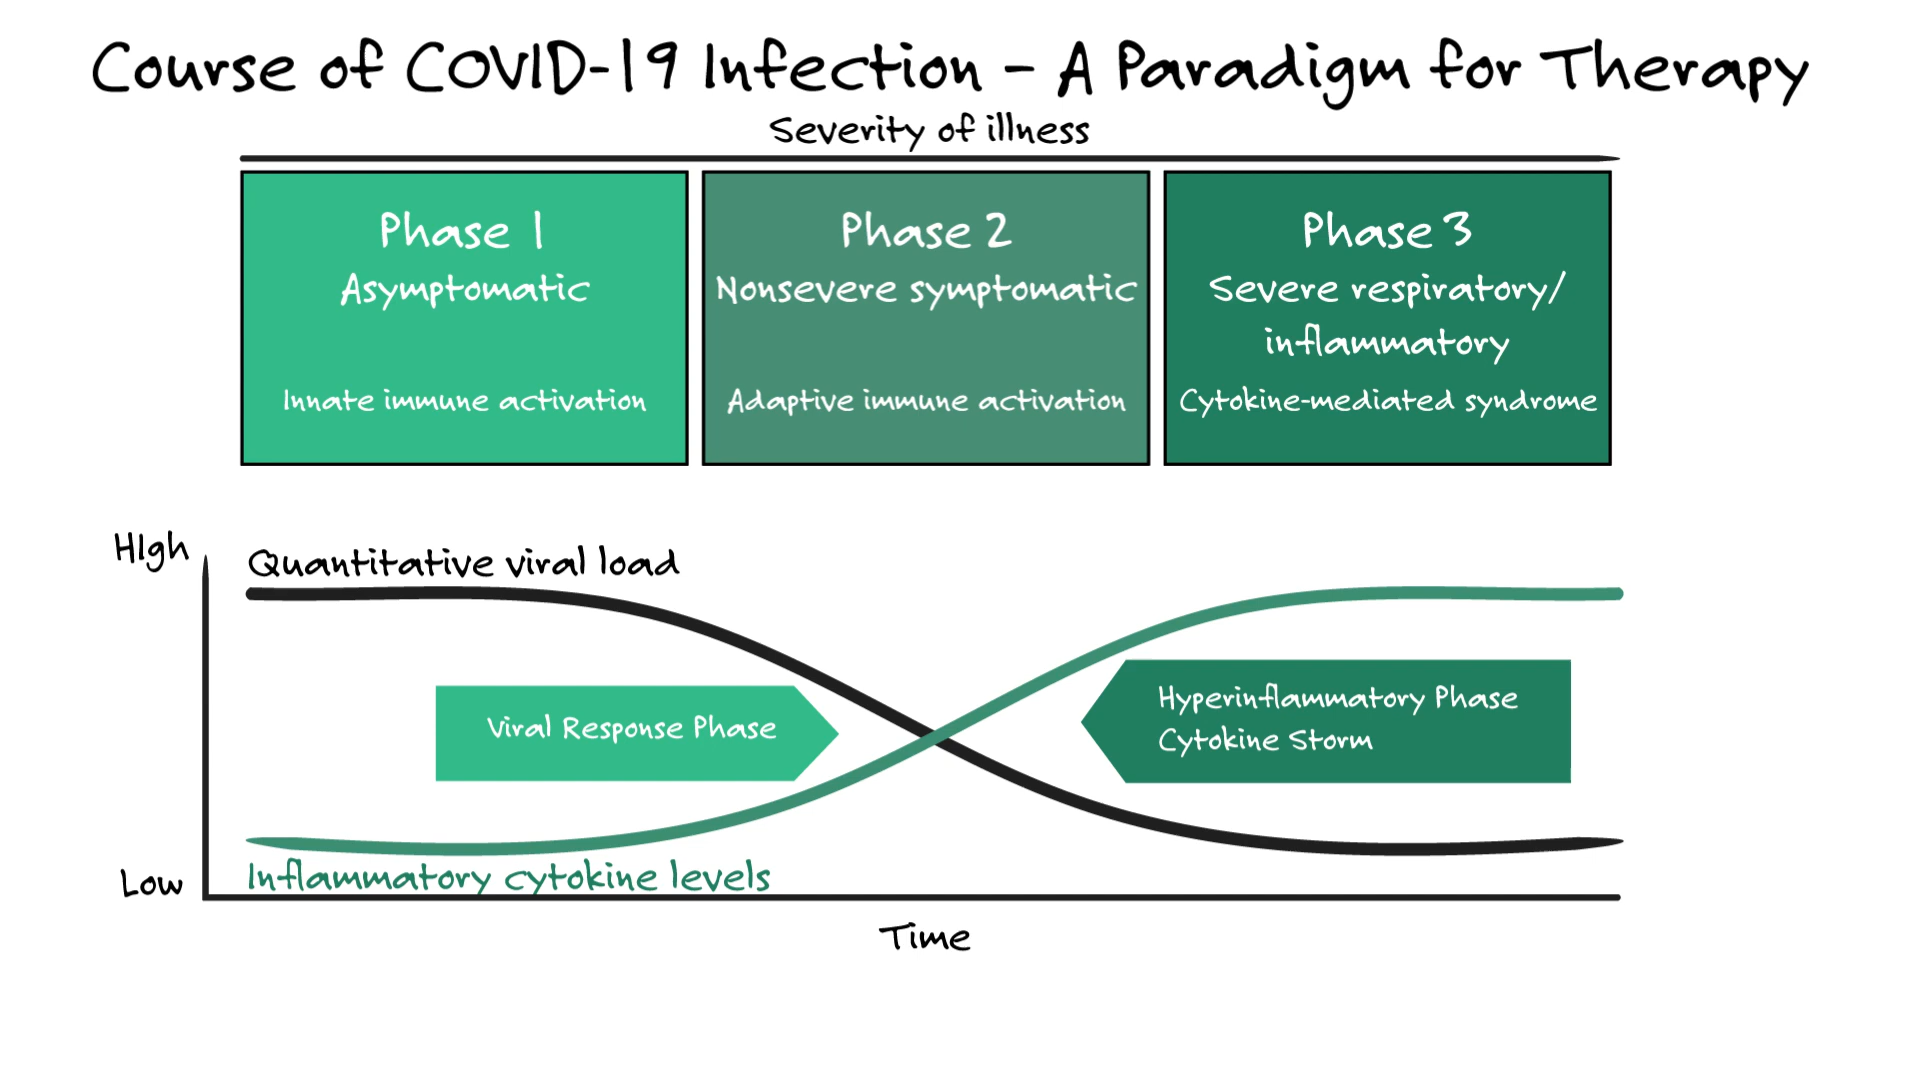 Course of COVID-19 Infection – A Paradigm for Therapy
Severity of illness
Phase 1
Asymptomatic
Innate immune activation
Phase 2
Nonsevere symptomatic
Adaptive immune activation
Phase 3
Severe respiratory/
inflammatory
Cytokine-mediated syndrome
HIgh
Quantitative viral load
Viral Response Phase
Hyperinflammatory Phase
Cytokine Storm
Low
Inflammatory cytokine levels
Time